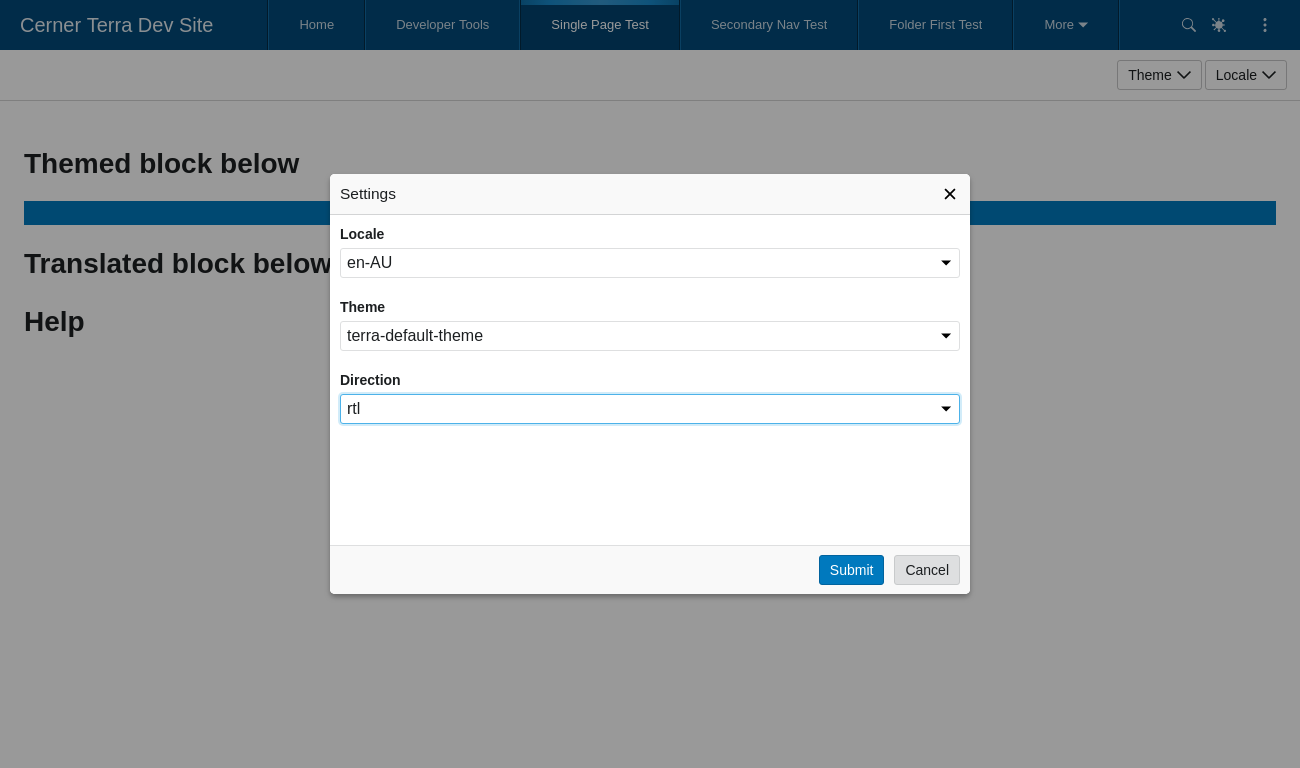 Cerner Terra Dev Site
Home
Developer Tools
Single Page Test
Secondary Nav Test
Folder First Test
More
Theme
Locale
Themed block below
Translated block below
Help
Settings
Locale
en-AU
Theme
terra-default-theme
Direction
rtl
Submit
Cancel